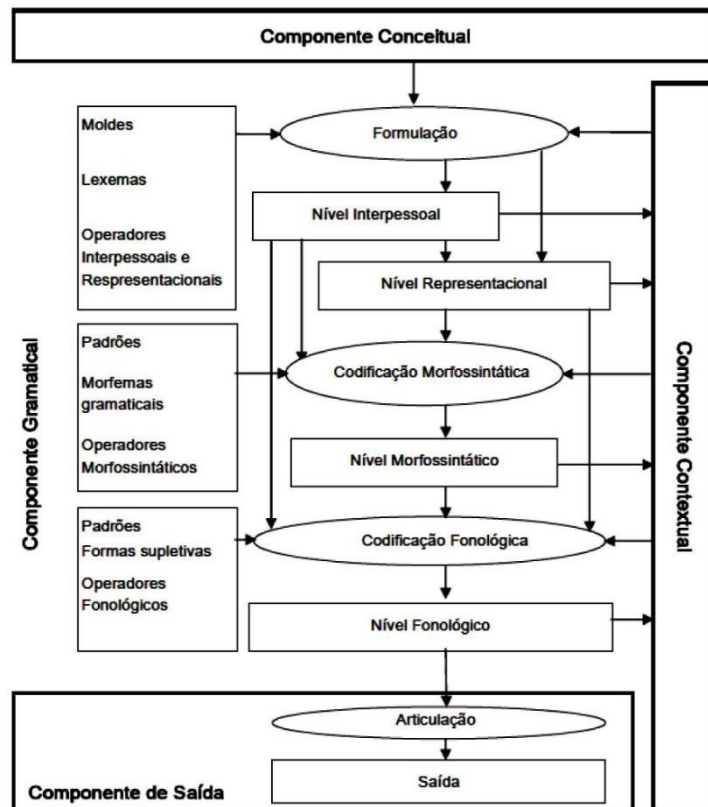 Componente Conceitual
Moldes
Lexemas
Operadores
Interpessoais e
Respresentacionais
Formulação
Nível Interpessoal
Nível Representacional
Padrões
Morfemas
gramaticais
Operadores
Morfossintáticos
Codificação Morfossintática
Nível Morfossintático
Padrões
Formas supletivas
Operadores
Fonológicos
Codificação Fonológica
Nível Fonológico
Componente Gramatical
Componente Contextual
Articulação
Saída
Componente de Saída